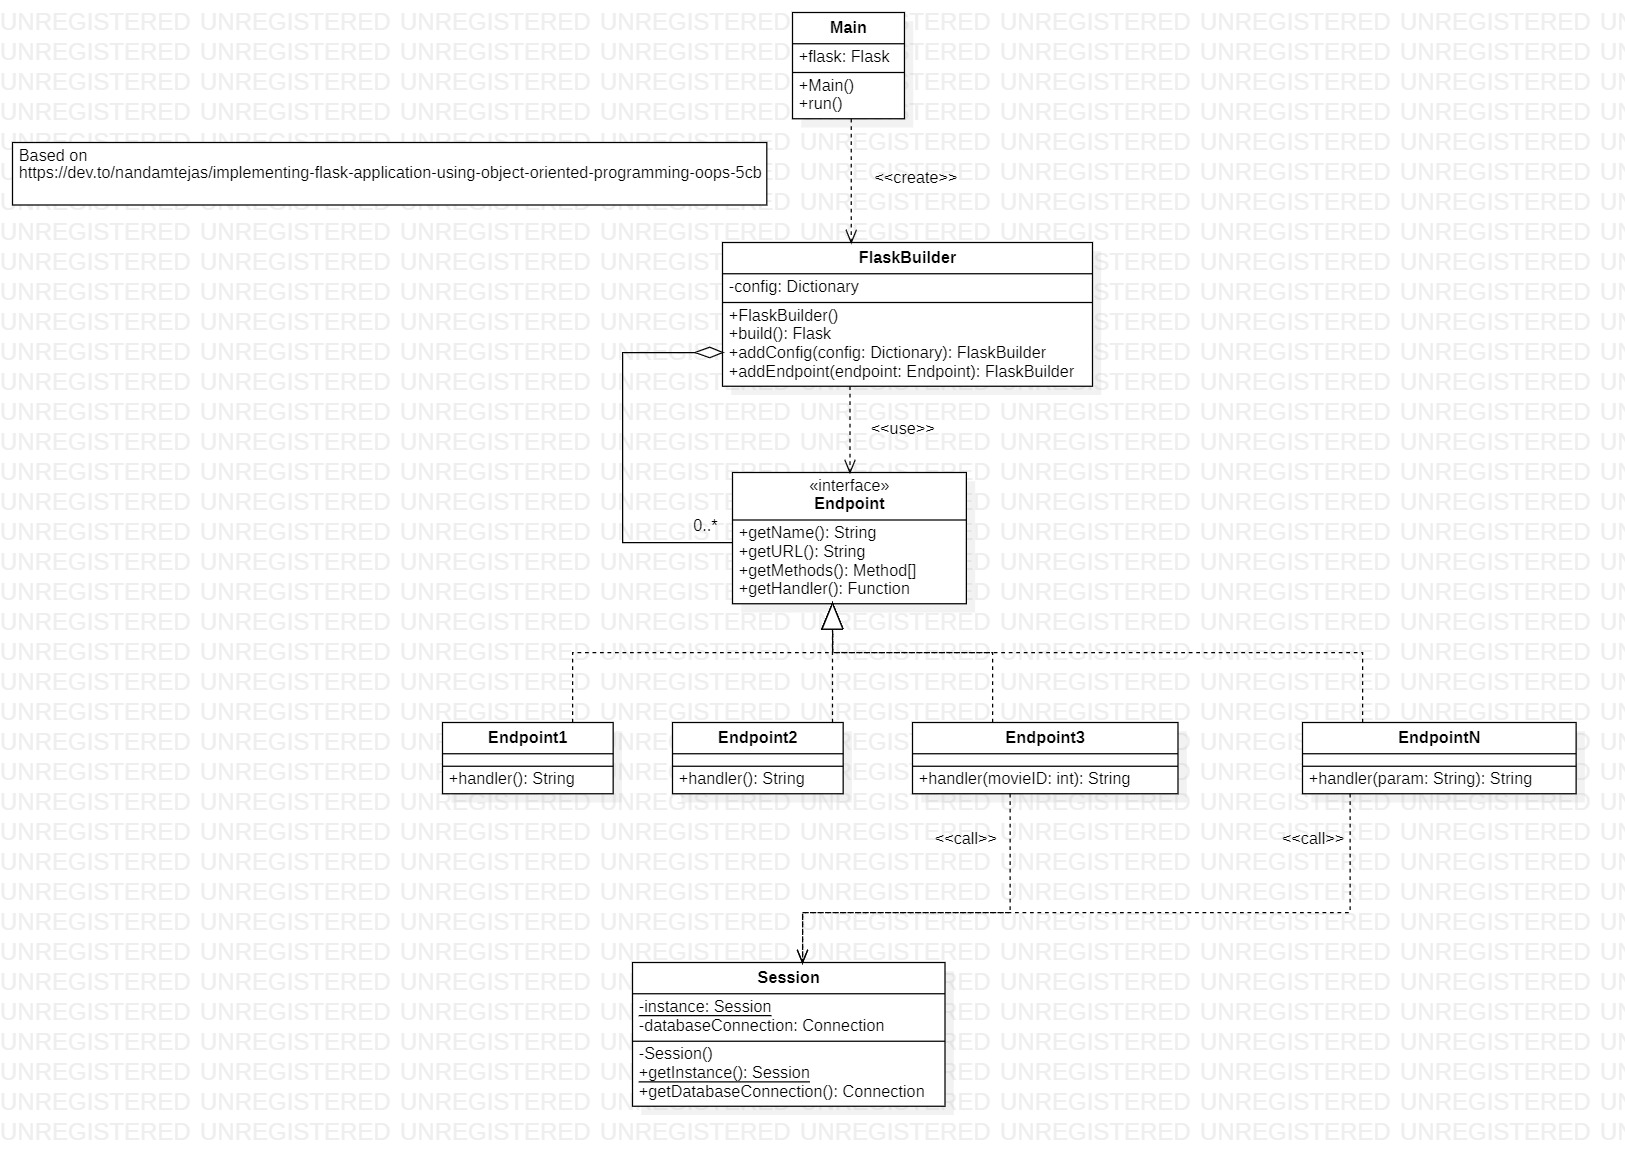 Main
+flask: Flask
+Main()
+run()
Based on
https://dev.to/nandamtejas/implementing-flask-application-using-object-oriented-programming-oops-5cb
<<create>>
FlaskBuilder
-config: Dictionary
+FlaskBuilder()
+build(): Flask
+addConfig(config: Dictionary): FlaskBuilder
+addEndpoint(endpoint: Endpoint): FlaskBuilder
<<use>>
«interface»
Endpoint
0..*
+getName(): String
+getURL(): String
+getMethods(): Method[]
+getHandler(): Function
Endpoint1
+handler(): String
Endpoint2
+handler(): String
Endpoint3
+handler(movieID: int): String
EndpointN
+handler(param: String): String
<<call>>
<<call>>
Session
-instance: Session
-databaseConnection: Connection
-Session()
+getInstance(): Session
+getDatabaseConnection(): Connection
UNREGISTERED